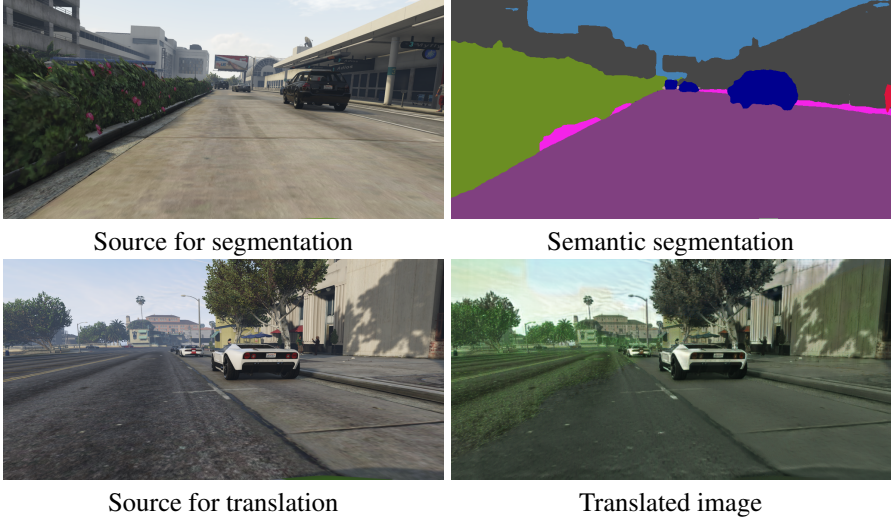 Source for segmentation
Semantic segmentation
Source for translation
Translated image